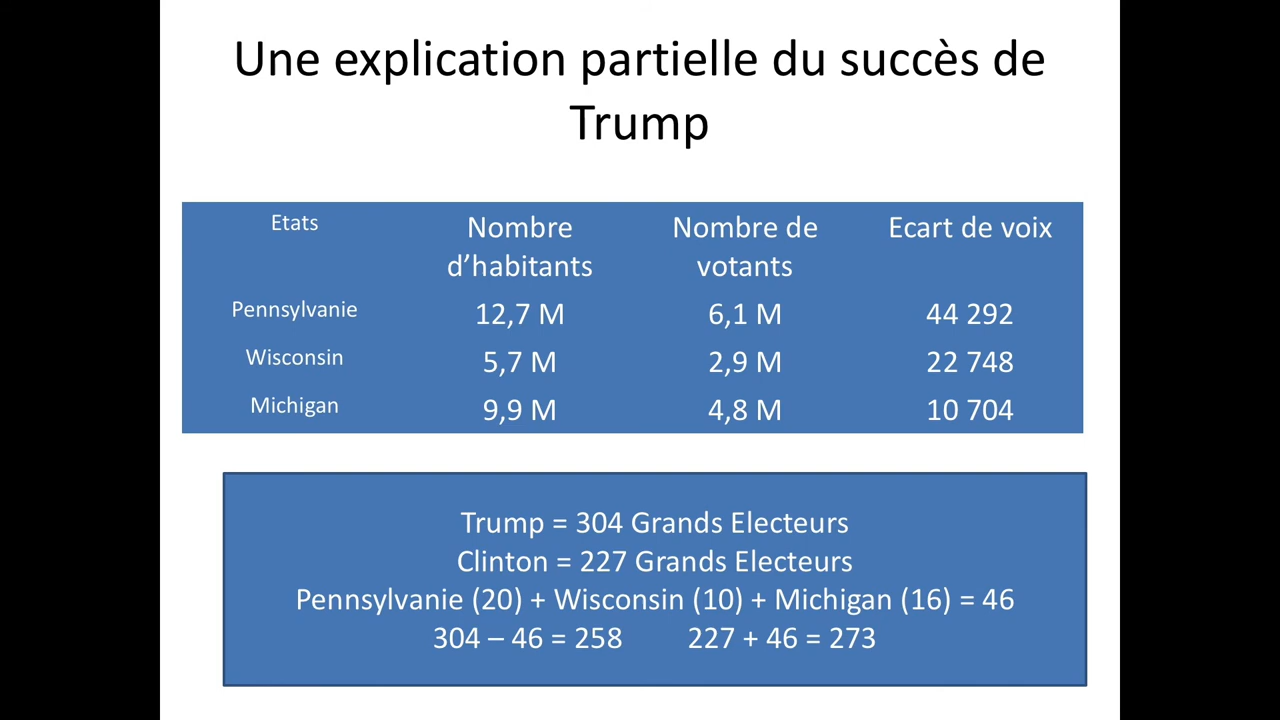 Une explication partielle du succès de
Trump
Etats
Nombre
d’habitants
Nombre de
votants
Ecart de voix
Pennsylvanie 12,7 M 6,1 M 44 292
Wisconsin 5,7 M 2,9 M 22 748
Michigan 9,9 M 4,8 M 10 704
Trump = 304 Grands Electeurs
Clinton = 227 Grands Electeurs
Pennsylvanie (20) + Wisconsin (10) + Michigan (16) = 46
304 – 46 = 258 227 + 46 = 273